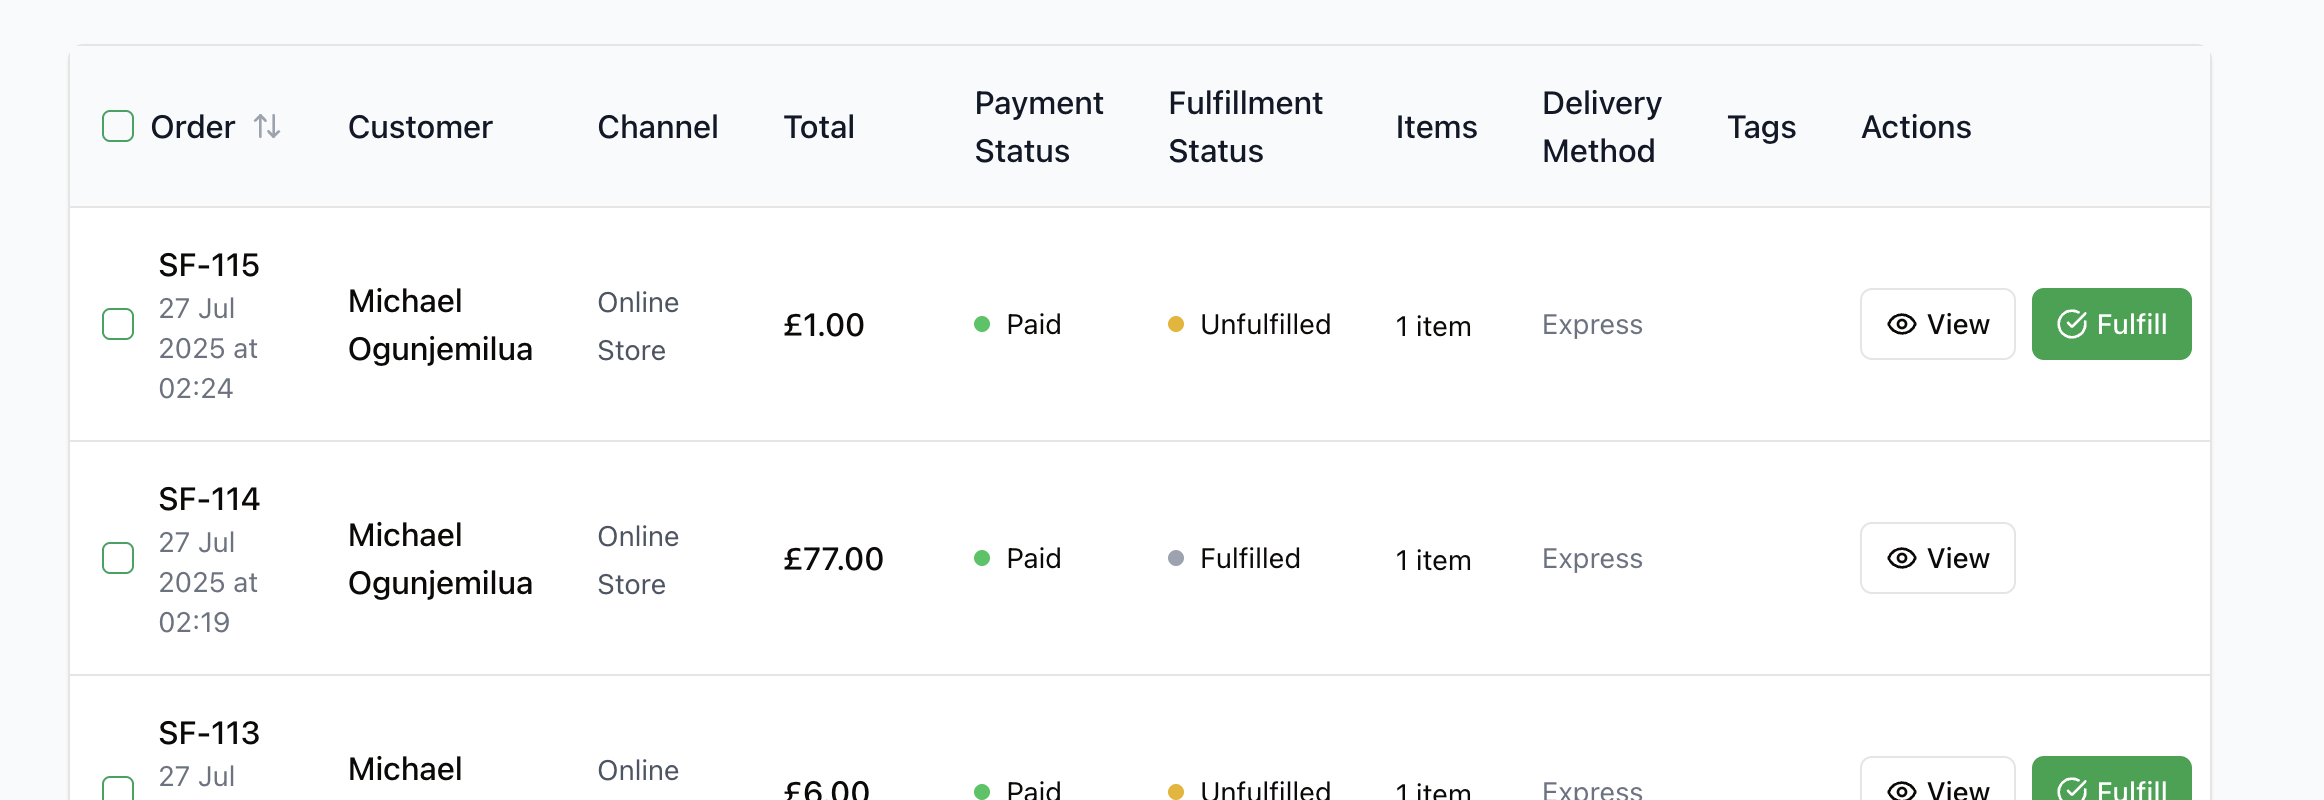 Order
Customer
Channel
Total
Payment
Status
Fulfillment
Status
Items
Delivery
Method
Tags
Actions
SF-115
27 Jul
2025 at
02:24
Michael
Ogunjemilua
Online
Store
£1.00
Paid
Unfulfilled
1 item
Express
View
Fulfill
SF-114
27 Jul
2025 at
02:19
Michael
Ogunjemilua
Online
Store
£77.00
Paid
Fulfilled
1 item
Express
View
SF-113
27 Jul
Michael
Online
£6.00
Paid
Unfulfilled
1 item
Express
View
Fulfill